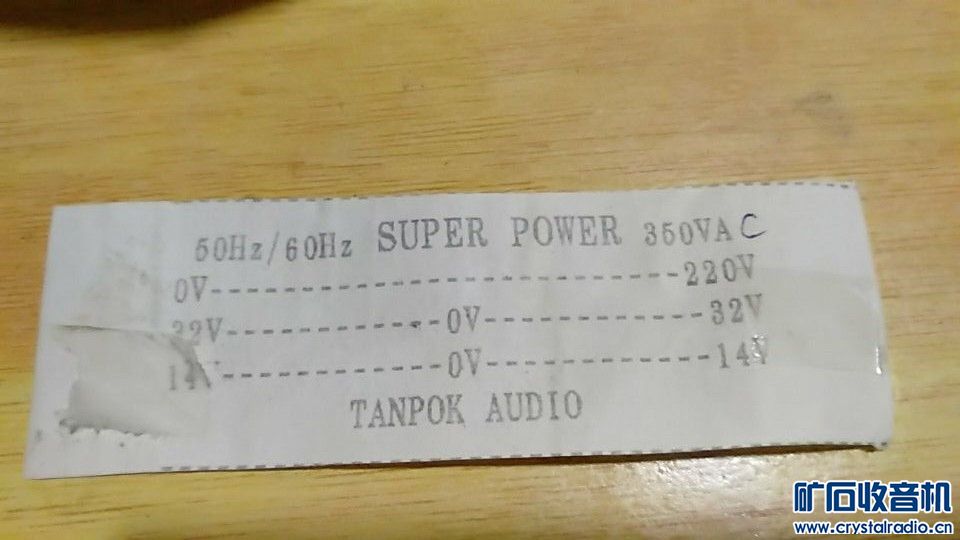 50Hz/60Hz SUPER POWER 350VAC
0V--------------------------220V
32V------------0V------------32V
14V------------0V------------14V
TANPOK AUDIO
矿石收音机
www.crystalradio.cn